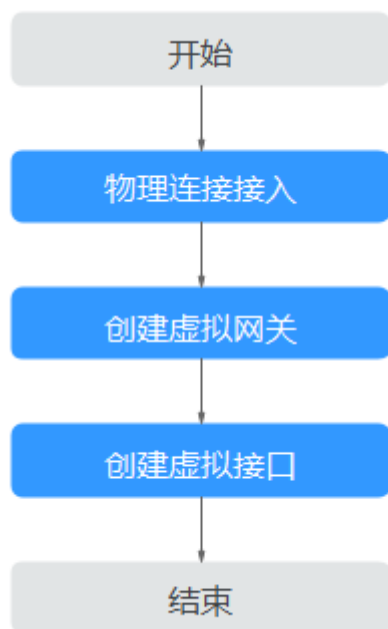 开始
物理连接接入
创建虚拟网关
创建虚拟接口
结束